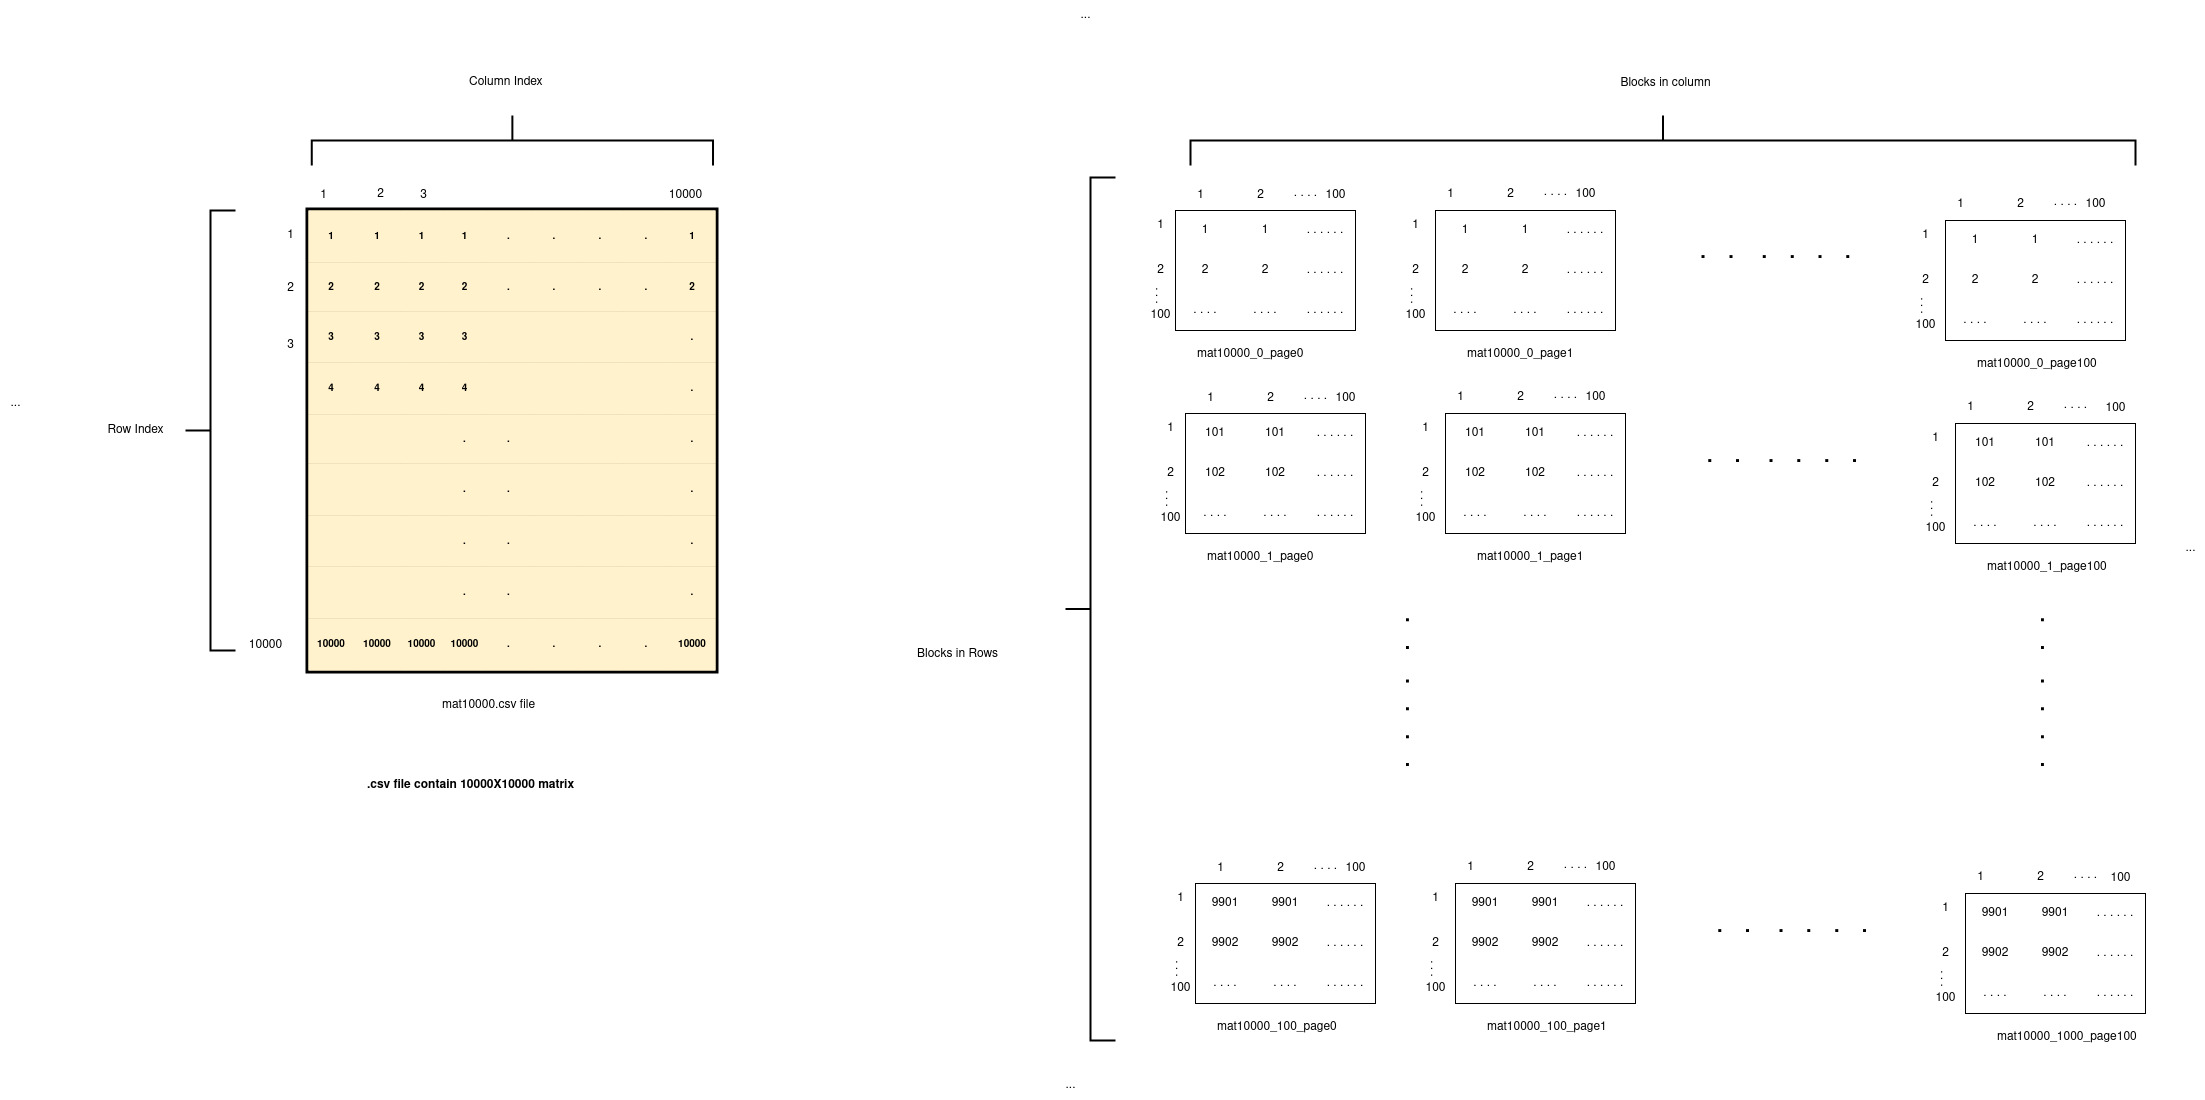 ...
Column Index
Blocks in column
1 2 3 10000
1 1 1 1 1 . . . . 1
2 2 2 2 2 . . . . 2
3 3 3 3 3 .
4 4 4 4 .
. . .
. . .
. . .
. . .
10000 10000 10000 10000 10000 . . . . 10000
...
Row Index
mat10000.csv file
.csv file contain 10000X10000 matrix
Blocks in Rows
1 2 .... 100
1 1 1 ......
2 2 2 ......
...
100 .... .... ......
mat10000_0_page0
1 2 .... 100
1 1 1 ......
2 2 2 ......
...
100 .... .... ......
mat10000_0_page1
. . . . . .
1 2 .... 100
1 1 1 ......
2 2 2 ......
...
100 .... .... ......
mat10000_0_page100
1 2 .... 100
1 101 101 ......
2 102 102 ......
...
100 .... .... ......
mat10000_1_page0
1 2 .... 100
1 101 101 ......
2 102 102 ......
...
100 .... .... ......
mat10000_1_page1
. . . . . .
1 2 .... 100
1 101 101 ......
2 102 102 ......
...
100 .... .... ......
mat10000_1_page100
...
. . . . . .
. . . . . .
1 2 .... 100
1 9901 9901 ......
2 9902 9902 ......
...
100 .... .... ......
mat10000_100_page0
1 2 .... 100
1 9901 9901 ......
2 9902 9902 ......
...
100 .... .... ......
mat10000_100_page1
. . . . . .
1 2 .... 100
1 9901 9901 ......
2 9902 9902 ......
...
100 .... .... ......
mat10000_1000_page100
...